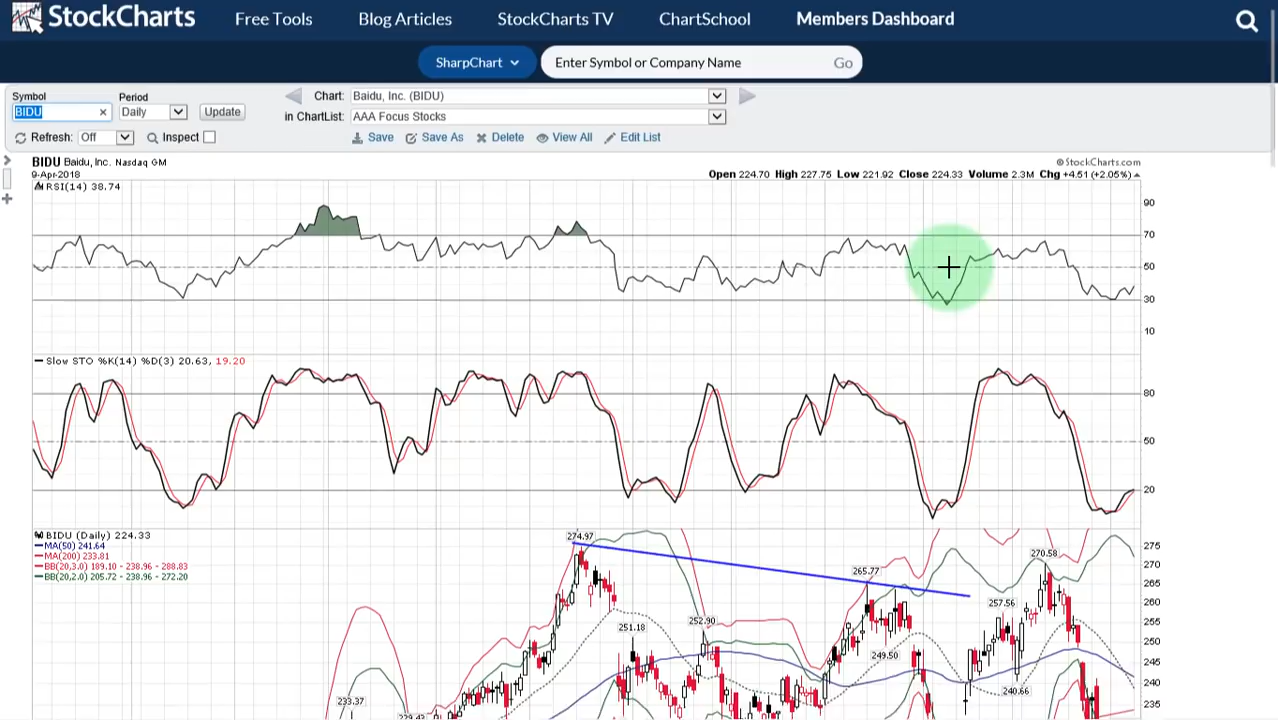 StockCharts Free Tools Blog Articles StockCharts TV ChartSchool Members Dashboard
SharpChart Enter Symbol or Company Name Go
Symbol Period
BIDU × Daily Update Chart: Baidu, Inc. (BIDU)
in ChartList: AAA Focus Stocks
Refresh: Off Inspect Save Save As Delete View All Edit List
BIDU Baidu, Inc. Nasdaq GM © StockCharts.com
9-Apr-2018 Open 224.70 High 227.75 Low 221.92 Close 224.33 Volume 2.3M Chg +4.51 (+2.05%)
RSI(14) 38.74
90
70
50
30
10
Slow STO %K(14) %D(3) 20.63, 19.20
80
50
20
BIDU (Daily) 224.33
MA(50) 241.64
MA(200) 233.81
BB(20,3.0) 189.10 - 238.96 - 288.83
BB(20,2.0) 205.72 - 238.96 - 272.20
274.97
275
270.58
270
265.77
265
257.56
260
251.18 252.90
255
250
249.50
245
240.66
240
233.37
235
229.43